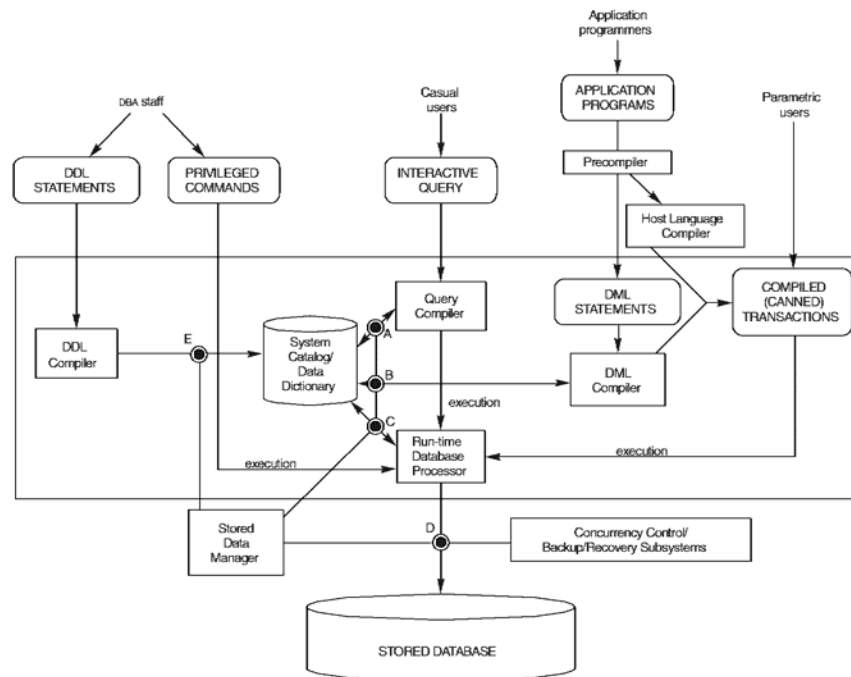 Application
programmers
DBA staff
Casual
users
APPLICATION
PROGRAMS
Parametric
users
DDL
STATEMENTS
PRIVILEGED
COMMANDS
INTERACTIVE
QUERY
Precompiler
Host Language
Compiler
Query
Compiler
DML
STATEMENTS
COMPILED
(CANNED)
TRANSACTIONS
DDL
Compiler
E
System
Catalog/
Data
Dictionary
A
B
C
DML
Compiler
execution
Run-time
Database
Processor
execution
execution
Stored
Data
Manager
D
Concurrency Control/
Backup/Recovery Subsystems
STORED DATABASE